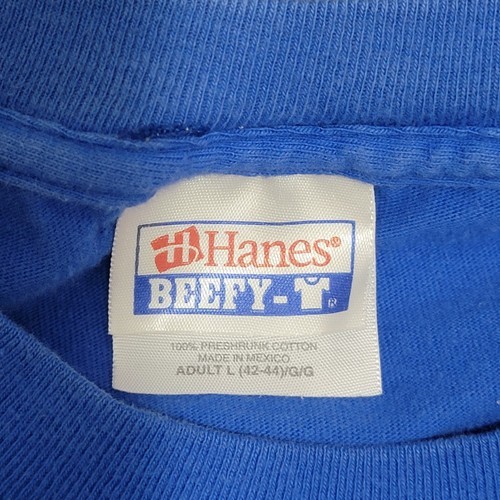 Hanes®
BEEFY-T®
100% PRESHRUNK COTTON
MADE IN MEXICO
ADULT L (42-44)/G/G